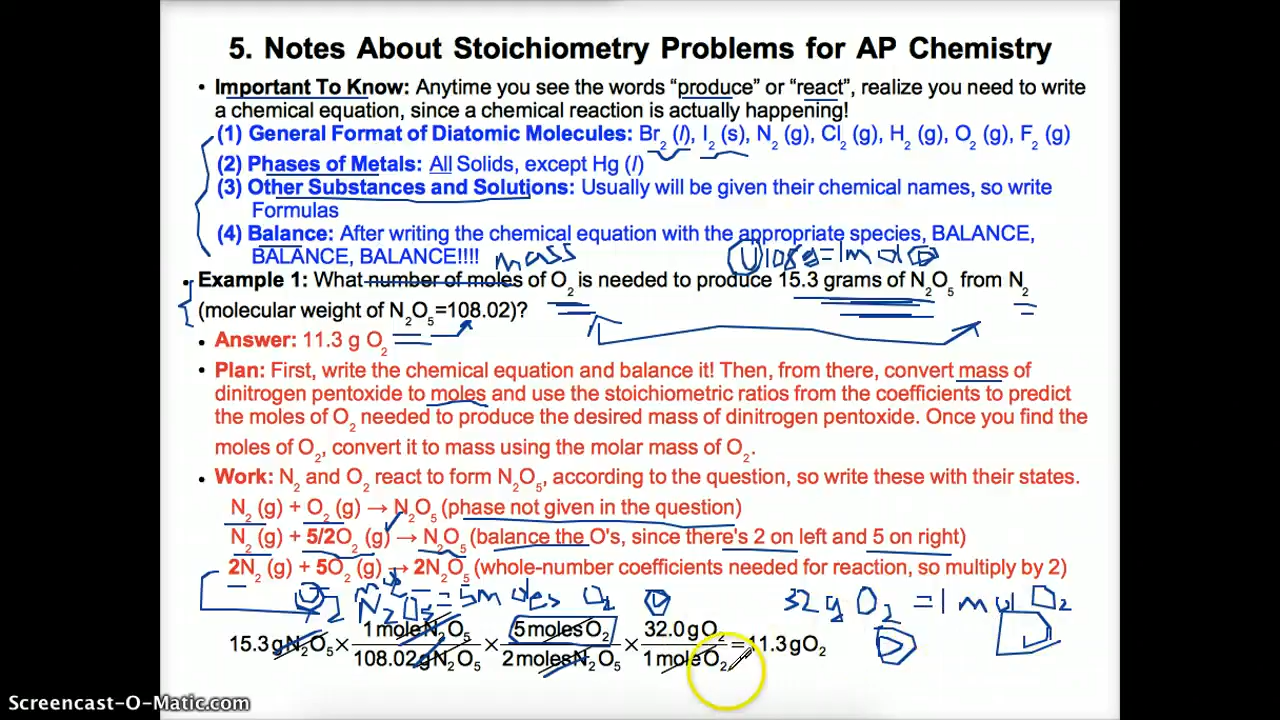 5. Notes About Stoichiometry Problems for AP Chemistry
• Important To Know: Anytime you see the words “produce” or “react”, realize you need to write
a chemical equation, since a chemical reaction is actually happening!
(1) General Format of Diatomic Molecules: Br2 (l), I2 (s), N2 (g), Cl2 (g), H2 (g), O2 (g), F2 (g)
(2) Phases of Metals: All Solids, except Hg (l)
(3) Other Substances and Solutions: Usually will be given their chemical names, so write
Formulas
(4) Balance: After writing the chemical equation with the appropriate species, BALANCE,
BALANCE, BALANCE!!!!
mass
108g=1mol
• Example 1: What number of moles of O2 is needed to produce 15.3 grams of N2O5 from N2
(molecular weight of N2O5=108.02)?
• Answer: 11.3 g O2
• Plan: First, write the chemical equation and balance it! Then, from there, convert mass of
dinitrogen pentoxide to moles and use the stoichiometric ratios from the coefficients to predict
the moles of O2 needed to produce the desired mass of dinitrogen pentoxide. Once you find the
moles of O2, convert it to mass using the molar mass of O2.
• Work: N2 and O2 react to form N2O5, according to the question, so write these with their states.
N2 (g) + O2 (g) → N2O5 (phase not given in the question)
N2 (g) + 5/2O2 (g) → N2O5 (balance the O's, since there's 2 on left and 5 on right)
2N2 (g) + 5O2 (g) → 2N2O5 (whole-number coefficients needed for reaction, so multiply by 2)
2 N2O5 = 5moles O2
32g O2 = 1 mol O2
15.3gN2O5 × 1moleN2O5/108.02gN2O5 × 5molesO2/2molesN2O5 × 32.0gO2/1moleO2 = 11.3gO2
Screencast-O-Matic.com